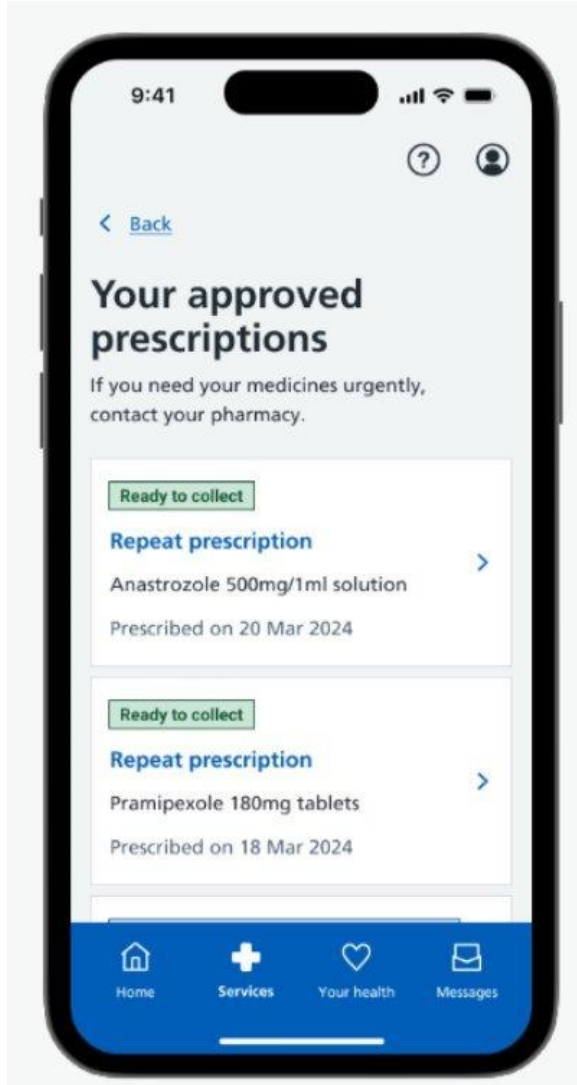 9:41
Back
Your approved
prescriptions
If you need your medicines urgently,
contact your pharmacy.
Ready to collect
Repeat prescription
Anastrozole 500mg/1ml solution
Prescribed on 20 Mar 2024
Ready to collect
Repeat prescription
Pramipexole 180mg tablets
Prescribed on 18 Mar 2024
Home Services Your health Messages